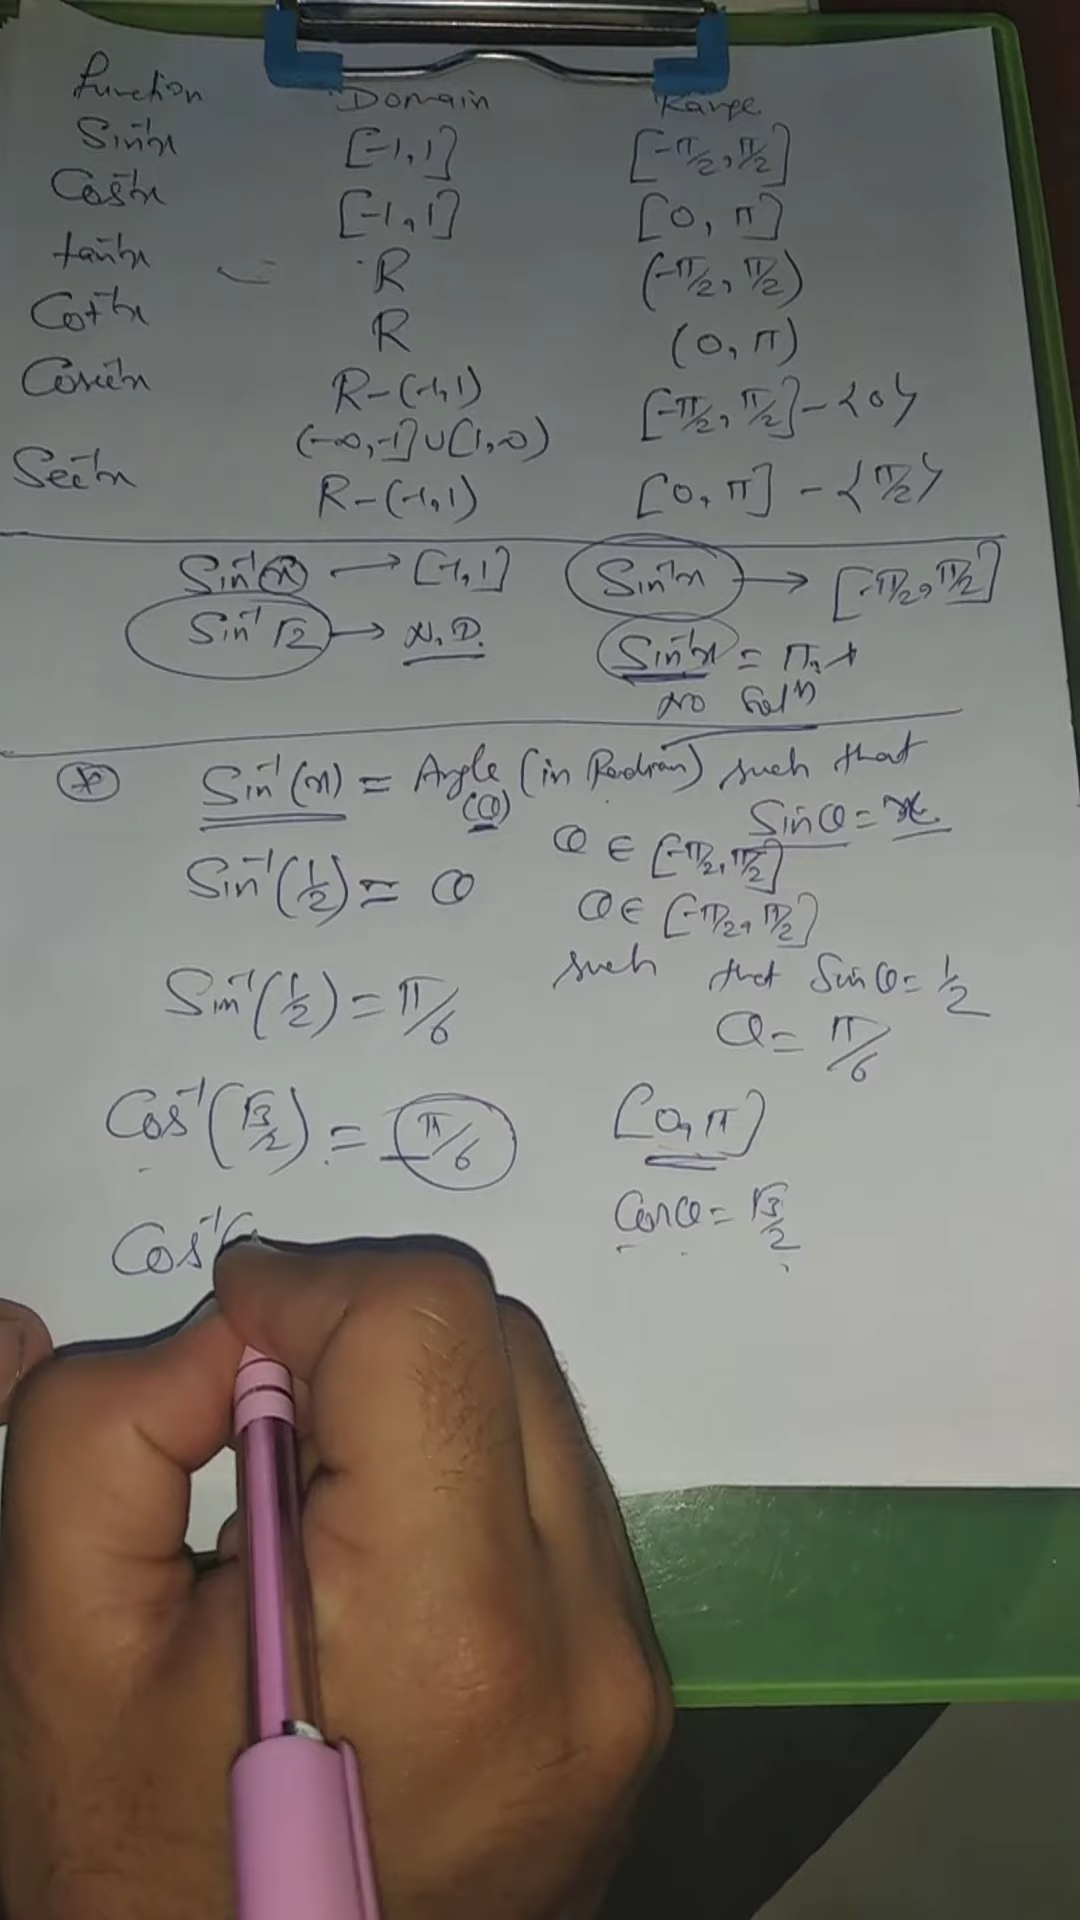 Function Domain Range
Sin⁻¹x [-1,1] [-π/2, π/2]
Cos⁻¹x [-1,1] [0, π]
tan⁻¹x R (-π/2, π/2)
Cot⁻¹x R (0, π)
Cosec⁻¹x R-(-1,1) [-π/2, π/2]-{0}
(-∞,-1]∪[1,∞)
Sec⁻¹x R-(-1,1) [0, π] - {π/2}
Sin⁻¹(x) → [-1,1] Sin⁻¹x → [-π/2, π/2]
Sin⁻¹√2 → N.D. Sin⁻¹x = π
no Solⁿ
Sin⁻¹(x) = Angle (in Radian) such that
(θ) Sinθ = x
θ ∈ [-π/2, π/2]
Sin⁻¹(1/2) = θ θ ∈ [-π/2, π/2]
such that Sinθ = 1/2
Sin⁻¹(1/2) = π/6 θ = π/6
Cos⁻¹(√3/2) = π/6 [0, π]
Cosθ = √3/2
Cos⁻¹(